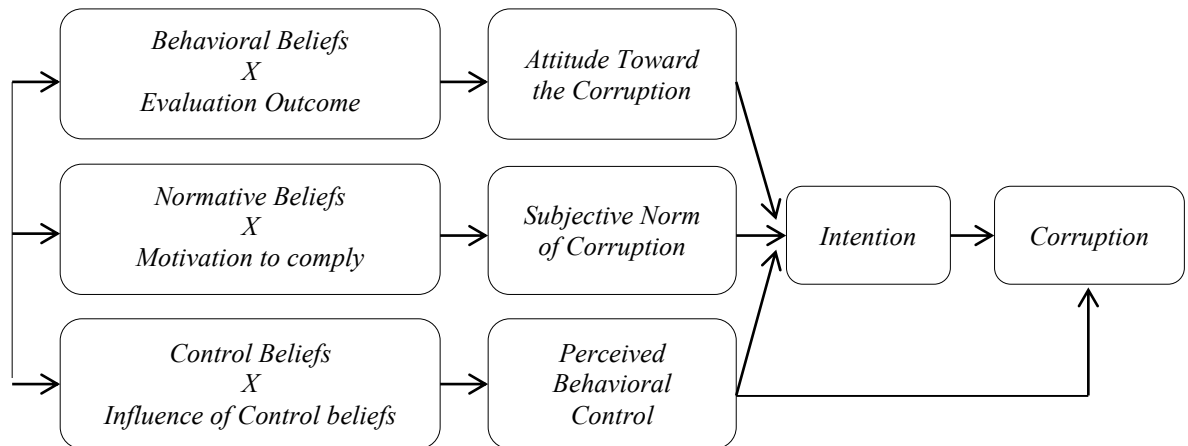 Behavioral Beliefs
X
Evaluation Outcome
Attitude Toward
the Corruption
Normative Beliefs
X
Motivation to comply
Subjective Norm
of Corruption
Intention
Corruption
Control Beliefs
X
Influence of Control beliefs
Perceived
Behavioral
Control